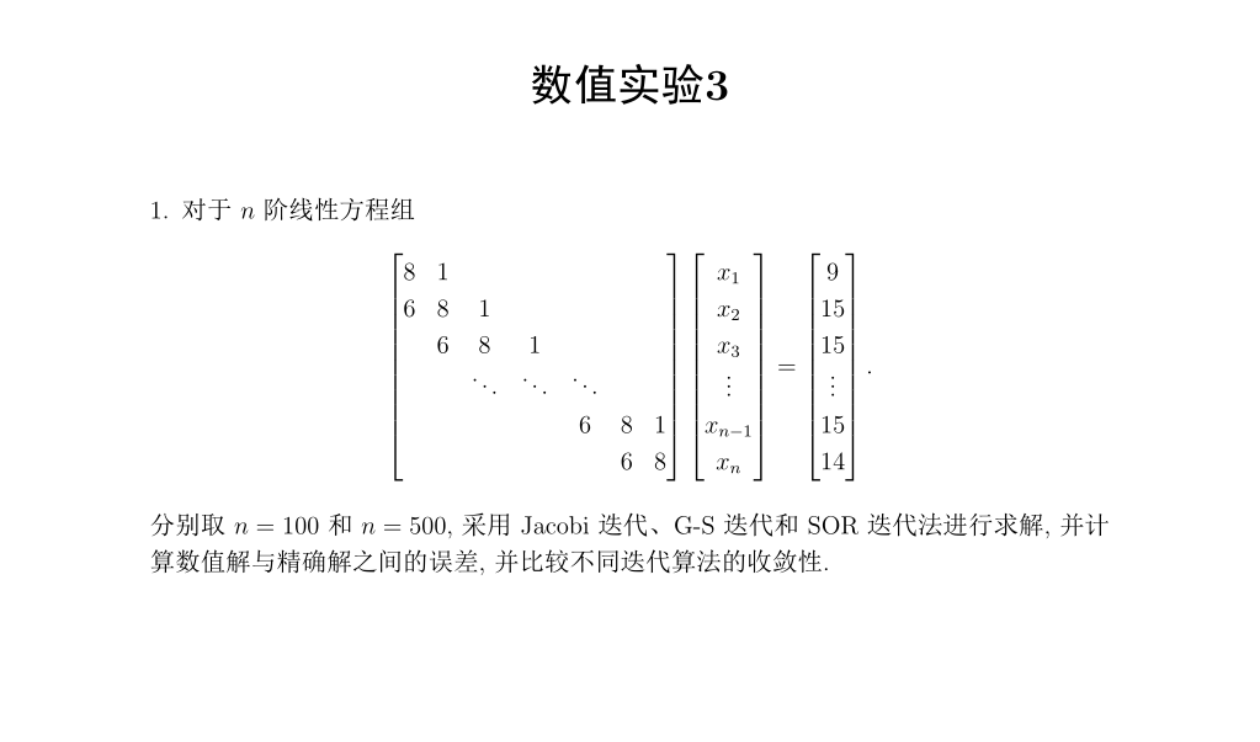 数值实验3
1. 对于 n 阶线性方程组
8 1 x₁ 9
6 8 1 x₂ 15
6 8 1 x₃ 15
⋱ ⋱ ⋱ ⋮ = ⋮ .
6 8 1 xₙ₋₁ 15
6 8 xₙ 14
分别取 n = 100 和 n = 500, 采用 Jacobi 迭代、G-S 迭代和 SOR 迭代法进行求解, 并计
算数值解与精确解之间的误差, 并比较不同迭代算法的收敛性.